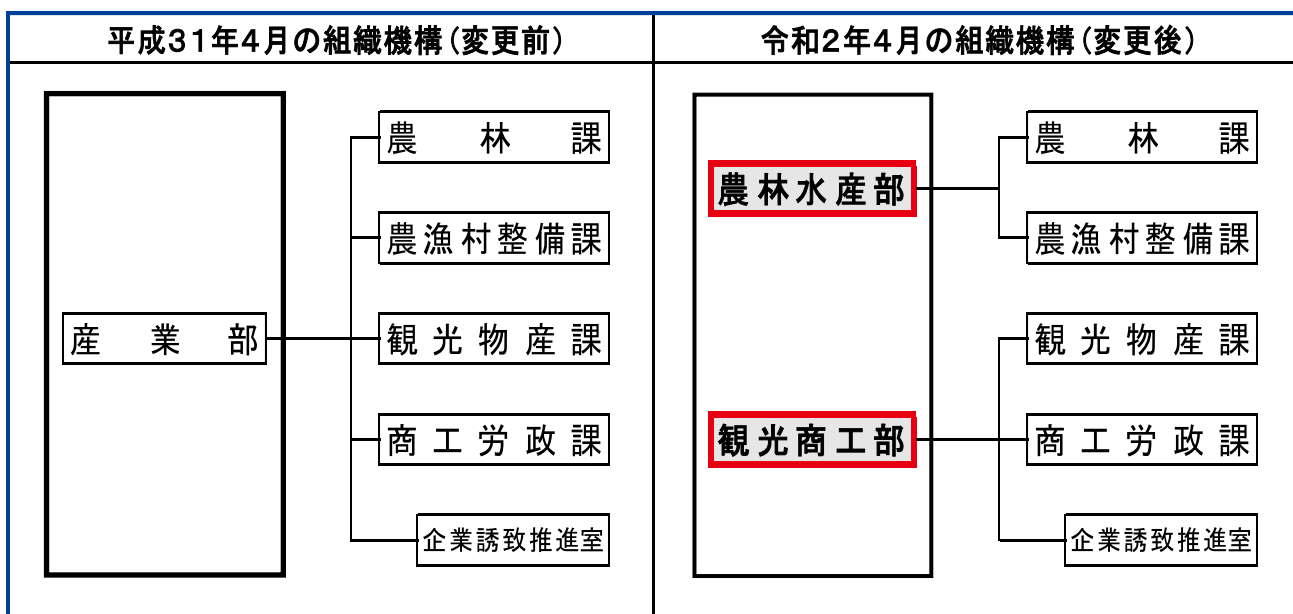 平成31年4月の組織機構(変更前)
農林課
農漁村整備課
産業部
観光物産課
商工労政課
企業誘致推進室
令和2年4月の組織機構(変更後)
農林水産部
農林課
農漁村整備課
観光商工部
観光物産課
商工労政課
企業誘致推進室